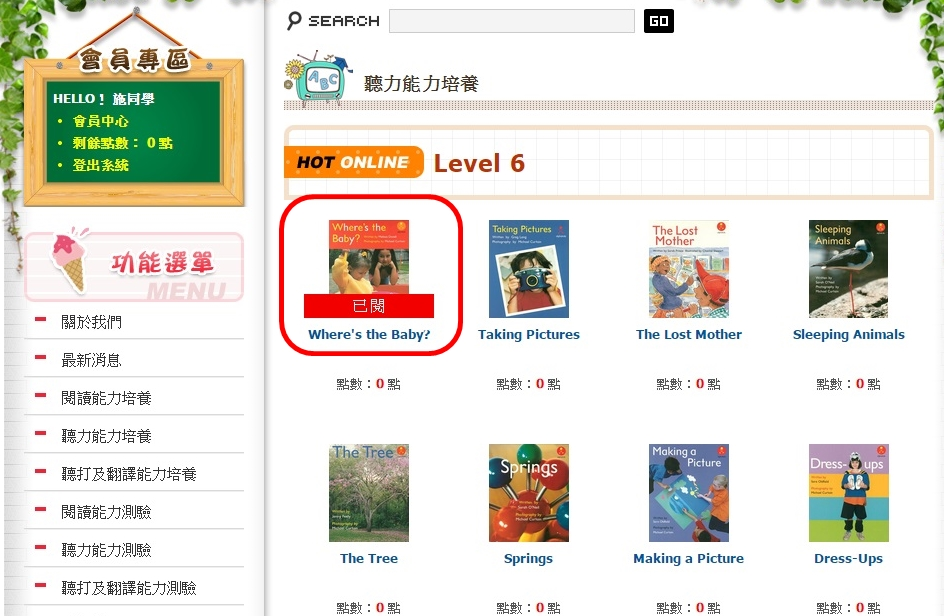 會員專區
HELLO！ 施同學
會員中心
剩餘點數： 0 點
登出系統
功能選單
MENU
關於我們
最新消息
閱讀能力培養
聽力能力培養
聽打及翻譯能力培養
閱讀能力測驗
聽力能力測驗
聽打及翻譯能力測驗
SEARCH
GO
ABC
聽力能力培養
HOT ONLINE
Level 6
Where's the
Baby?
已閱
Where's the Baby?
點數：0 點
Taking Pictures
Taking Pictures
點數：0 點
The Lost
Mother
The Lost Mother
點數：0 點
Sleeping
Animals
Sleeping Animals
點數：0 點
The Tree
The Tree
點數：0 點
Springs
Springs
點數：0 點
Making a
Picture
Making a Picture
點數：0 點
Dress-ups
Dress-Ups
點數：0 點